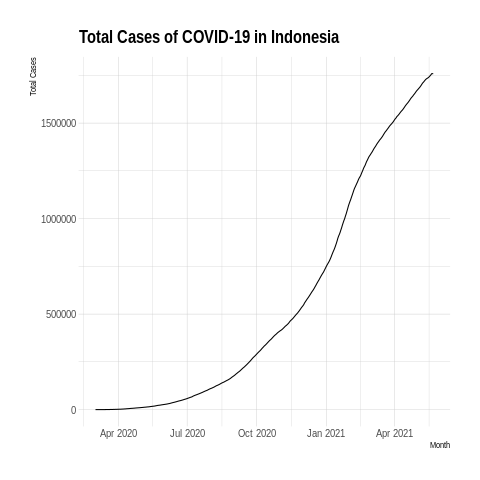 Total Cases of COVID-19 in Indonesia
Total Cases
1500000
1000000
500000
0
Apr 2020 Jul 2020 Oct 2020 Jan 2021 Apr 2021
Month